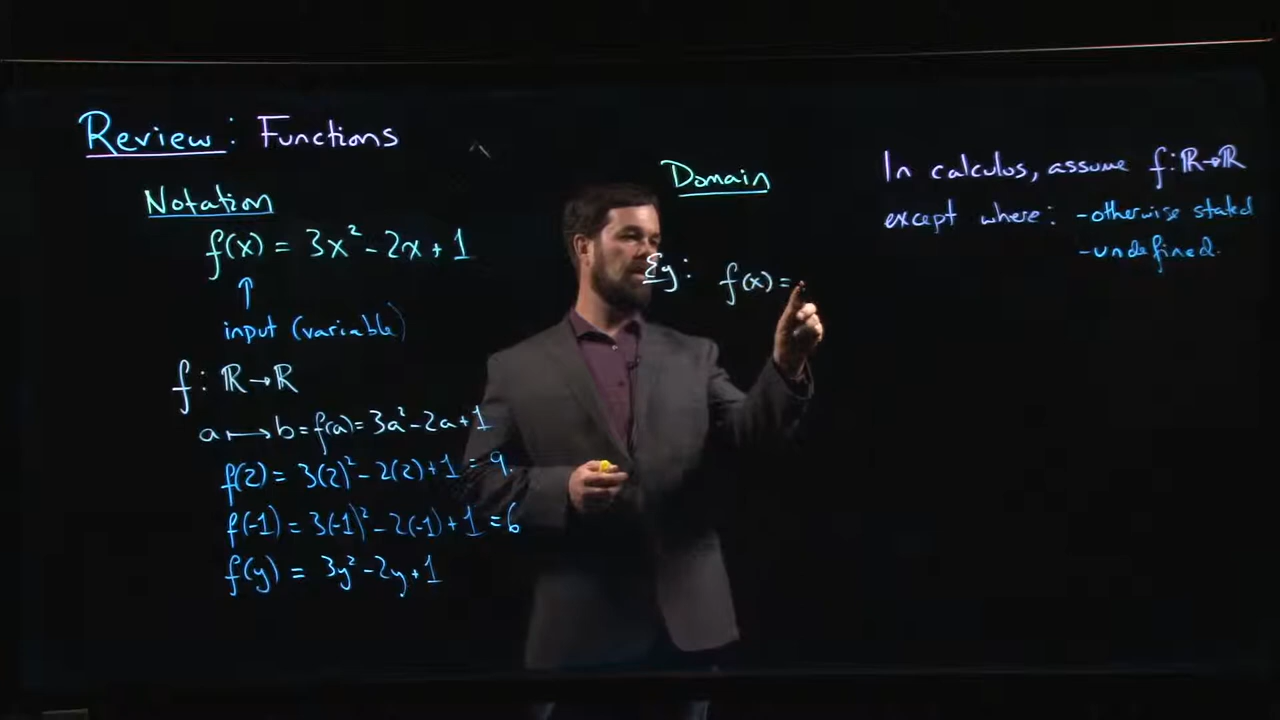 Review: Functions
Notation
f(x) = 3x² - 2x + 1
↑
input (variable)
f: ℝ→ℝ
a ⟼ b = f(a) = 3a² - 2a + 1
f(2) = 3(2)² - 2(2) + 1 = 9.
f(-1) = 3(-1)² - 2(-1) + 1 = 6
f(y) = 3y² - 2y + 1
Domain
Eg: f(x) =
In calculus, assume f: ℝ→ℝ
except where: - otherwise stated
- undefined.